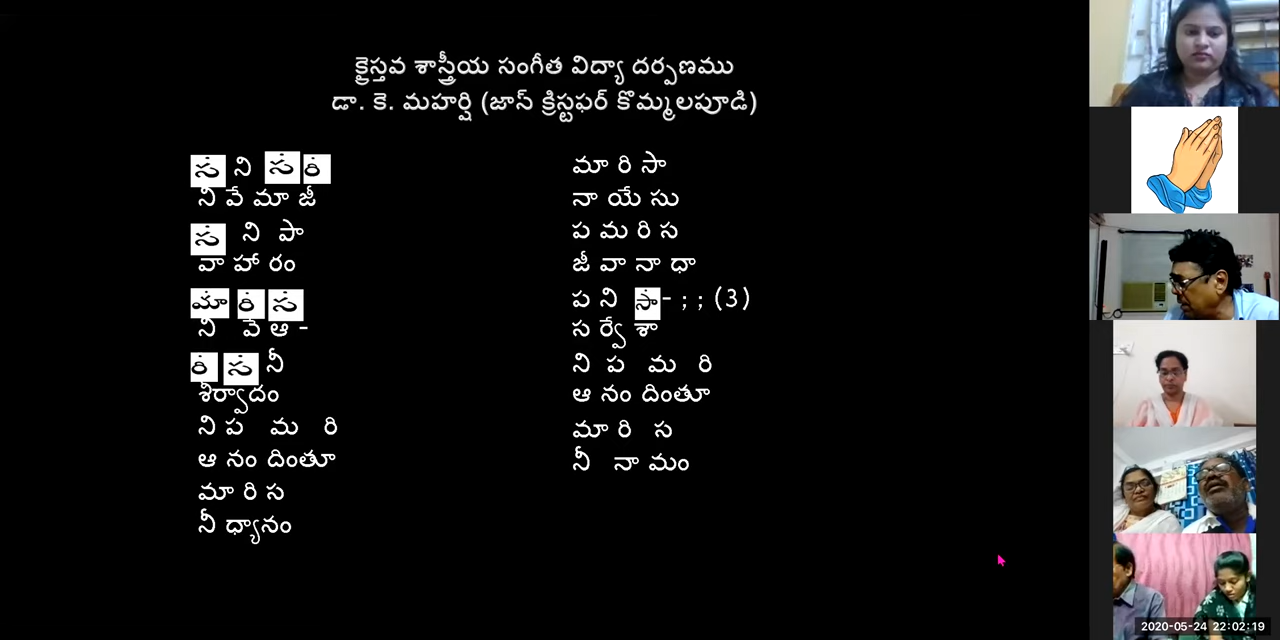 క్రైస్తవ శాస్త్రీయ సంగీత విద్యా దర్పణము
డా. కె. మహర్షి (జాస్ క్రిస్టఫర్ కొమ్మలపూడి)
స ని స రి
ని వే మా జీ
స ని పా
వా హా రం
మా రి స
ని వే ఆ -
రి స నీ
శీర్వాదం
ని ప మ రి
ఆ నం దింతూ
మా రి స
నీ ధ్యానం
మా రి సా
నా యే సు
ప మ రి స
జీ వా నా ధా
ప ని సా- ; ; (3)
స ర్వే శా
ని ప మ రి
ఆ నం దింతూ
మా రి స
నీ నా మం
2020-05-24 22:02:19